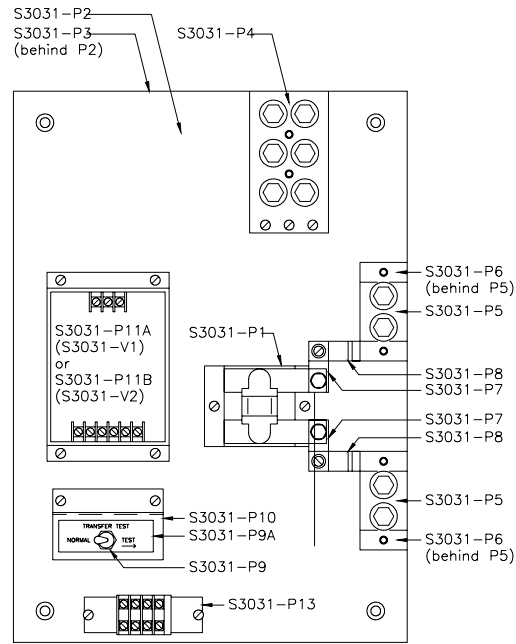 S3031-P2
S3031-P3
(behind P2)
S3031-P4
S3031-P6
(behind P5)
S3031-P5
S3031-P11A
(S3031-V1)
or
S3031-P11B
(S3031-V2)
S3031-P1
S3031-P8
S3031-P7
S3031-P7
S3031-P8
S3031-P5
S3031-P6
(behind P5)
S3031-P10
TRANSFER TEST
NORMAL TEST
S3031-P9A
S3031-P9
S3031-P13